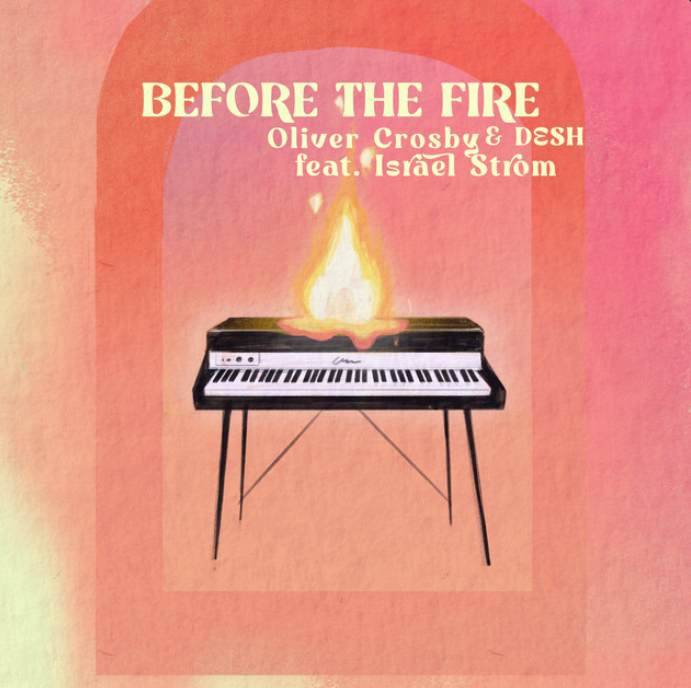 BEFORE THE FIRE
Oliver Crosby & DESH
feat. Israel Strom